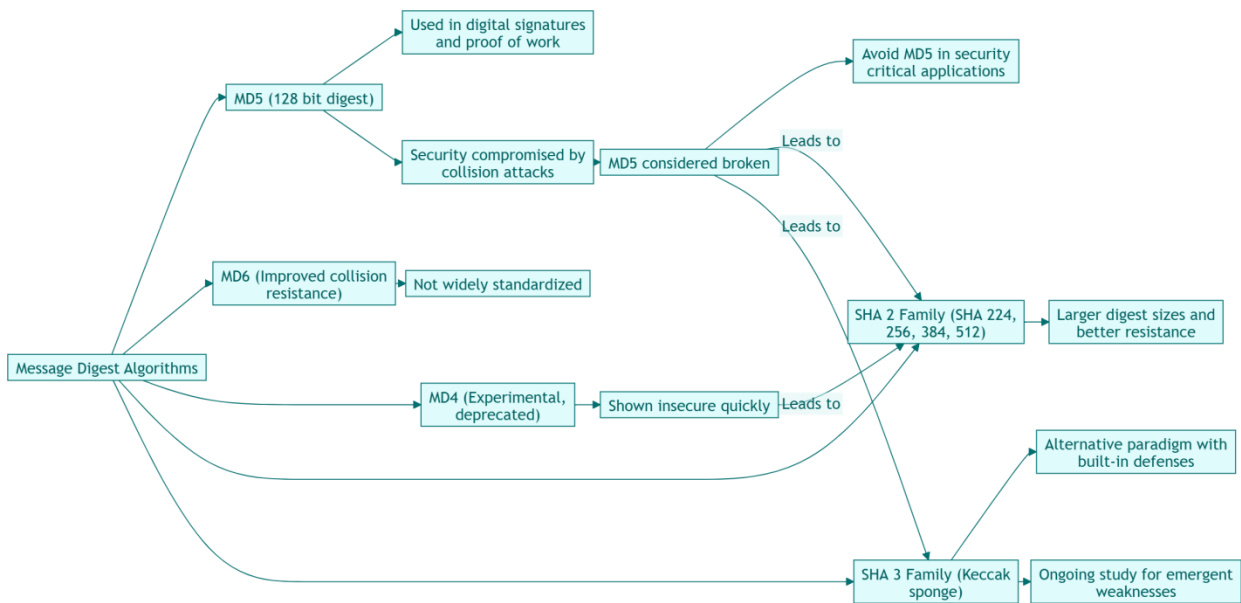 Used in digital signatures
and proof of work
Avoid MD5 in security
critical applications
MD5 (128 bit digest)
Leads to
Security compromised by
collision attacks
MD5 considered broken
Leads to
MD6 (Improved collision
resistance)
Not widely standardized
SHA 2 Family (SHA 224,
256, 384, 512)
Larger digest sizes and
better resistance
Message Digest Algorithms
MD4 (Experimental,
deprecated)
Shown insecure quickly
Leads to
Alternative paradigm with
built-in defenses
SHA 3 Family (Keccak
sponge)
Ongoing study for emergent
weaknesses